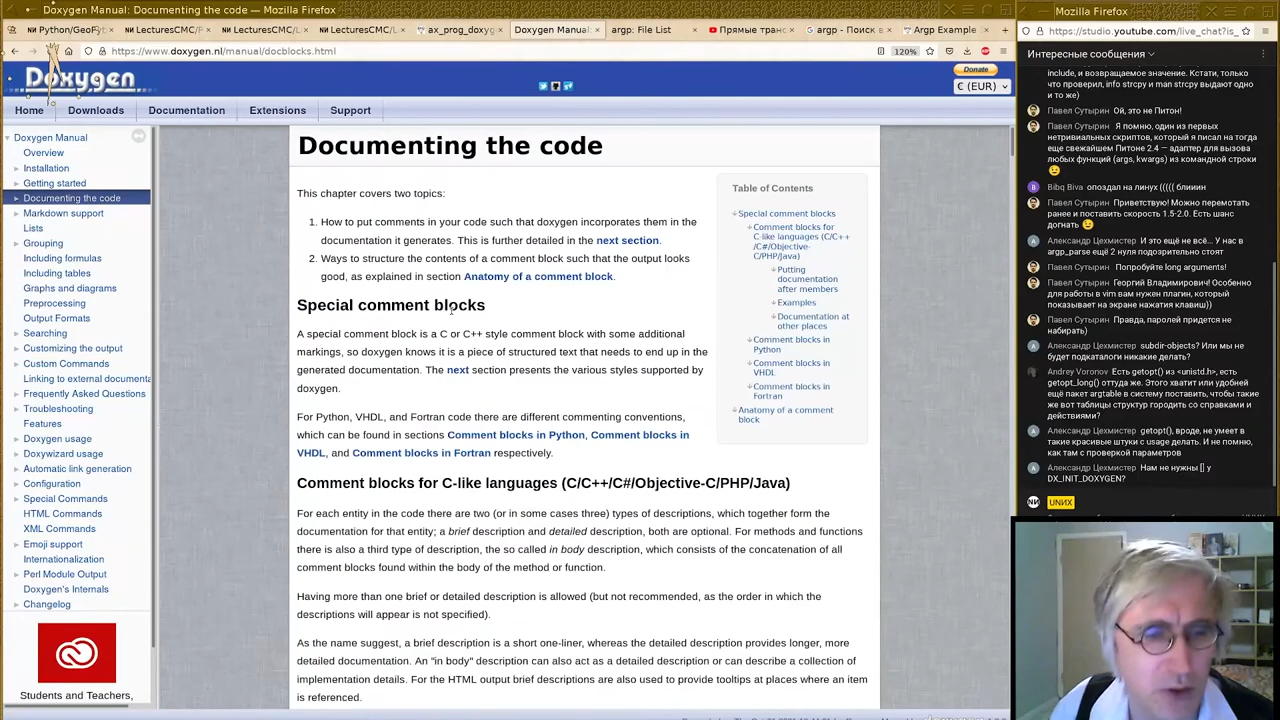 Doxygen Manual: Documenting the code — Mozilla Firefox
Mozilla Firefox
Python/GeoF
LecturesCMC/
LecturesCMC/
LecturesCMC/
ax_prog_doxyg
Doxygen Manual:
argp: File List
Прямые транс
argp - Поиск в
Argp Example
https://www.doxygen.nl/manual/docblocks.html
120%
https://studio.youtube.com/live_chat?is_
Doxygen
Donate
€ (EUR)
Home
Downloads
Documentation
Extensions
Support
Doxygen Manual
Overview
Installation
Getting started
Documenting the code
Markdown support
Lists
Grouping
Including formulas
Including tables
Graphs and diagrams
Preprocessing
Output Formats
Searching
Customizing the output
Custom Commands
Linking to external documenta
Frequently Asked Questions
Troubleshooting
Features
Doxygen usage
Doxywizard usage
Automatic link generation
Configuration
Special Commands
HTML Commands
XML Commands
Emoji support
Internationalization
Perl Module Output
Doxygen's Internals
Changelog
Students and Teachers,
Documenting the code
This chapter covers two topics:
1. How to put comments in your code such that doxygen incorporates them in the
documentation it generates. This is further detailed in the next section.
2. Ways to structure the contents of a comment block such that the output looks
good, as explained in section Anatomy of a comment block.
Special comment blocks
A special comment block is a C or C++ style comment block with some additional
markings, so doxygen knows it is a piece of structured text that needs to end up in the
generated documentation. The next section presents the various styles supported by
doxygen.
For Python, VHDL, and Fortran code there are different commenting conventions,
which can be found in sections Comment blocks in Python, Comment blocks in
VHDL, and Comment blocks in Fortran respectively.
Comment blocks for C-like languages (C/C++/C#/Objective-C/PHP/Java)
For each entity in the code there are two (or in some cases three) types of descriptions, which together form the
documentation for that entity; a brief description and detailed description, both are optional. For methods and functions
there is also a third type of description, the so called in body description, which consists of the concatenation of all
comment blocks found within the body of the method or function.
Having more than one brief or detailed description is allowed (but not recommended, as the order in which the
descriptions will appear is not specified).
As the name suggest, a brief description is a short one-liner, whereas the detailed description provides longer, more
detailed documentation. An "in body" description can also act as a detailed description or can describe a collection of
implementation details. For the HTML output brief descriptions are also used to provide tooltips at places where an item
is referenced.
Table of Contents
Special comment blocks
Comment blocks for
C-like languages (C/C++
/C#/Objective-
C/PHP/Java)
Putting
documentation
after members
Examples
Documentation at
other places
Comment blocks in
Python
Comment blocks in
VHDL
Comment blocks in
Fortran
Anatomy of a comment
block
Интересные сообщения
include, и возвращаемое значение. Кстати, только
что проверил, info strcpy и man strcpy выдают одно
и то же)
Павел Сутырин Ой, это не Питон!
Павел Сутырин Я помню, один из первых
нетривиальных скриптов, который я писал на тогда
еще свежайшем Питоне 2.4 — адаптер для вызова
любых функций (args, kwargs) из командной строки
B Bibq Biva опоздал на линух ((((( блииин
Павел Сутырин Приветствую! Можно перемотать
ранее и поставить скорость 1.5-2.0. Есть шанс
догнать
А Александр Цехмистер И это ещё не всё... У нас в
argp_parse ещё 2 нуля подозрительно стоят
Павел Сутырин Попробуйте long arguments!
Павел Сутырин Георгий Владимирович! Особенно
для работы в vim вам нужен плагин, который
показывает на экране нажатия клавиш))
Павел Сутырин Правда, паролей придется не
набирать)
А Александр Цехмистер subdir-objects? Или мы не
будет подкаталоги никакие делать?
Andrey Voronov Есть getopt() из <unistd.h>, есть
getopt_long() оттуда же. Этого хватит или удобней
ещё пакет argtable в систему поставить, чтобы такие
же вот таблицы структур городить со справками и
действиями?
А Александр Цехмистер getopt(), вроде, не умеет в
такие красивые штуки с usage делать. И не помню,
как там с проверкой параметров
А Александр Цехмистер Нам не нужны [] у
DX_INIT_DOXYGEN?
UNИX